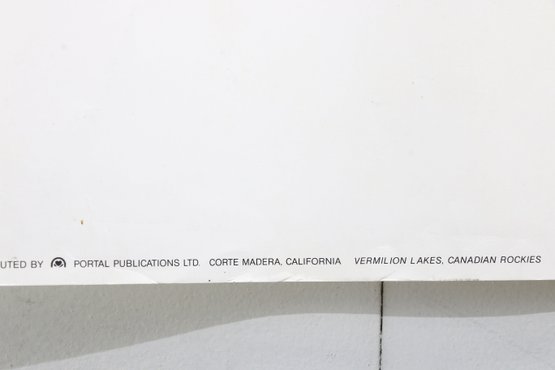 UTED BY PORTAL PUBLICATIONS LTD. CORTE MADERA, CALIFORNIA VERMILION LAKES, CANADIAN ROCKIES